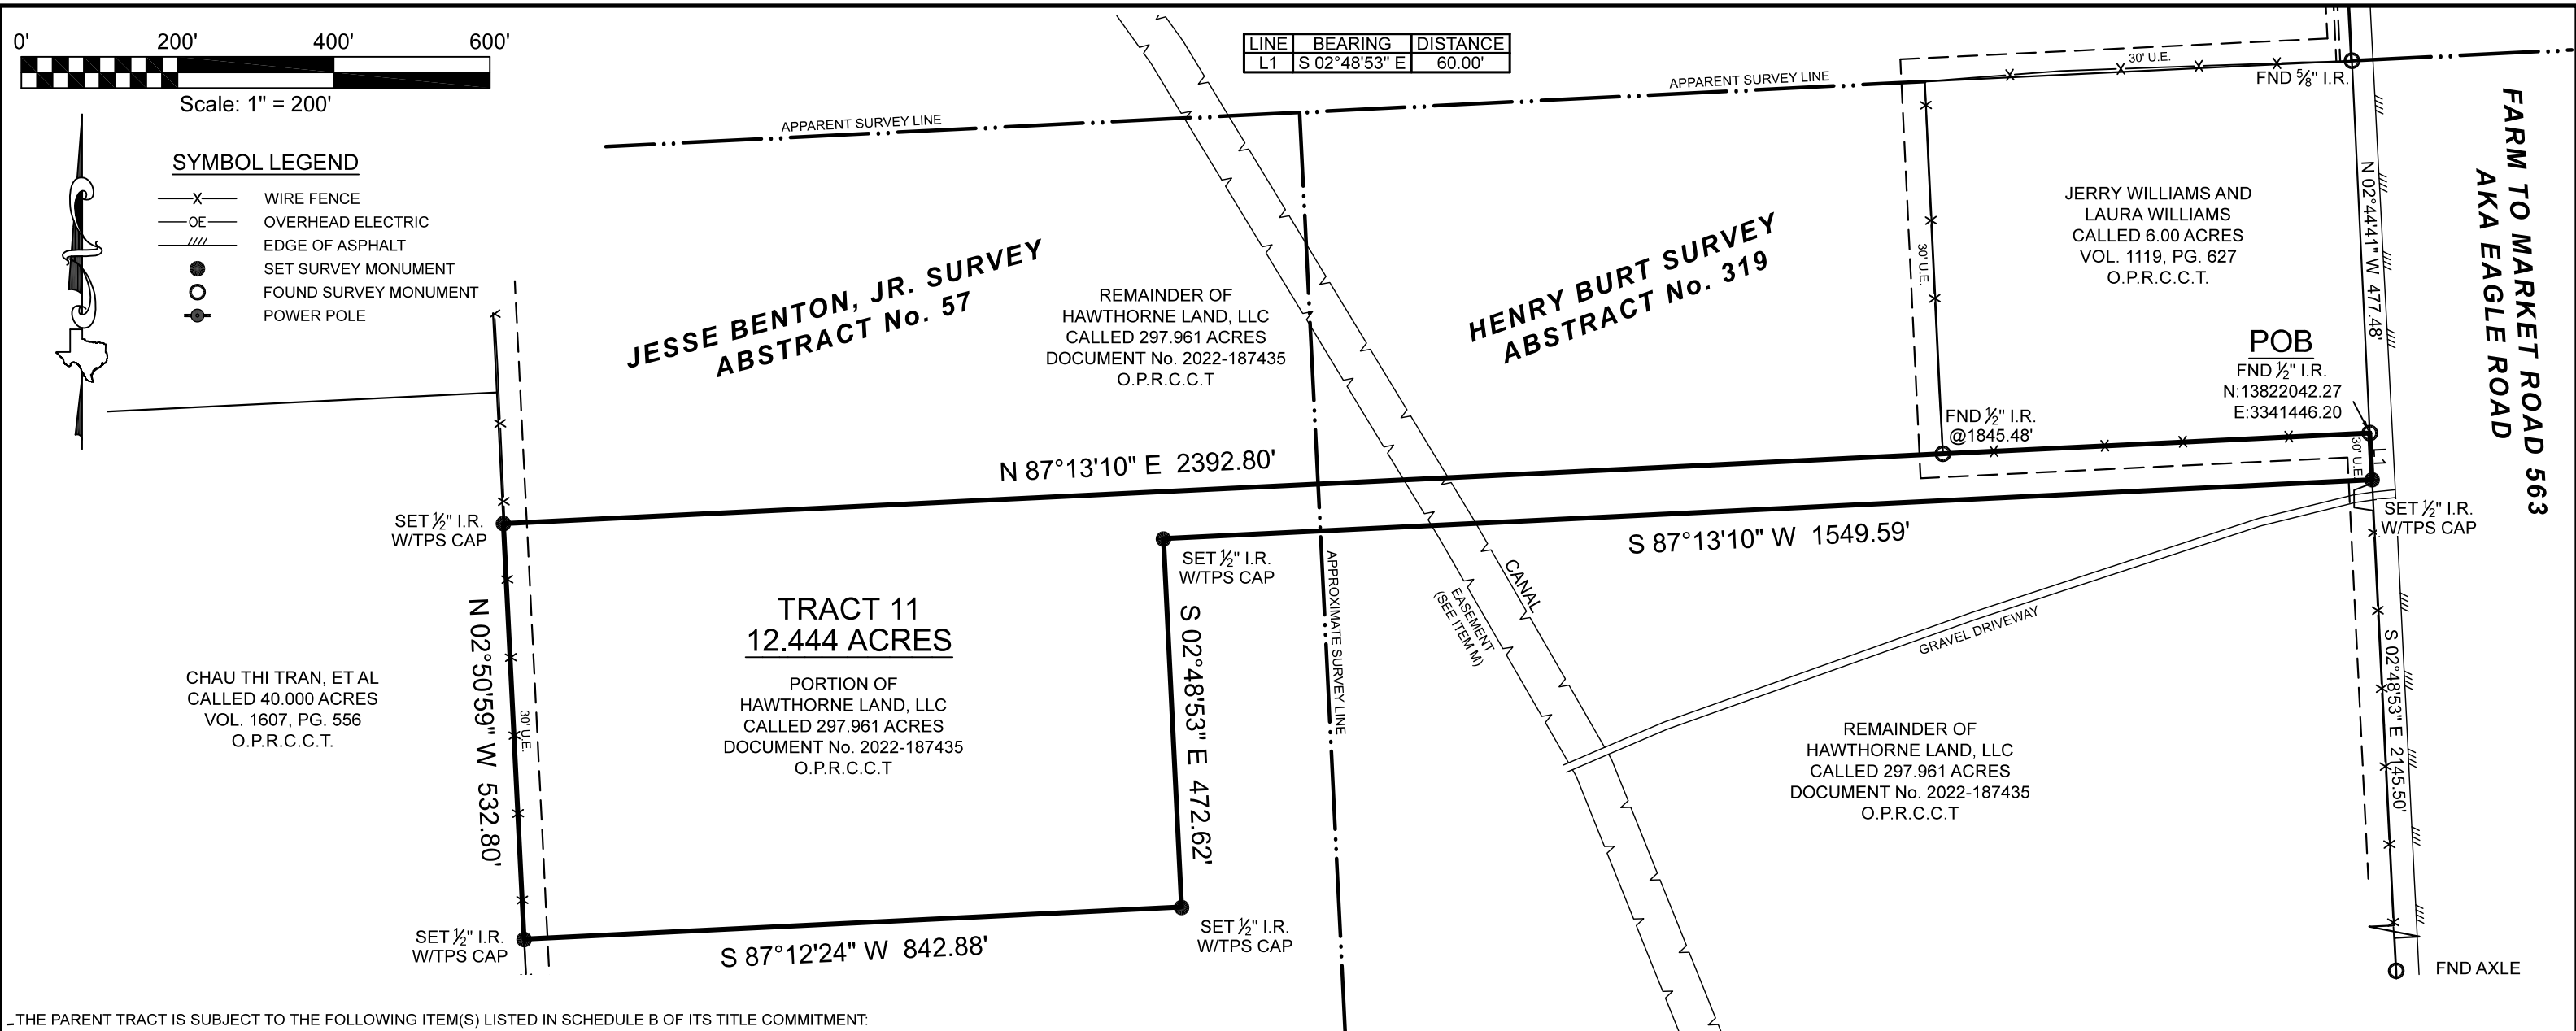 0' 200' 400' 600'
Scale: 1" = 200'
LINE BEARING DISTANCE
L1 S 02°48'53" E 60.00'
SYMBOL LEGEND
X WIRE FENCE
OE OVERHEAD ELECTRIC
EDGE OF ASPHALT
SET SURVEY MONUMENT
FOUND SURVEY MONUMENT
POWER POLE
APPARENT SURVEY LINE
APPARENT SURVEY LINE
30' U.E.
FND 5/8" I.R.
FARM TO MARKET ROAD 563
AKA EAGLE ROAD
JESSE BENTON, JR. SURVEY
ABSTRACT No. 57
REMAINDER OF
HAWTHORNE LAND, LLC
CALLED 297.961 ACRES
DOCUMENT No. 2022-187435
O.P.R.C.C.T
HENRY BURT SURVEY
ABSTRACT No. 319
30' U.E.
JERRY WILLIAMS AND
LAURA WILLIAMS
CALLED 6.00 ACRES
VOL. 1119, PG. 627
O.P.R.C.C.T.
N 02°44'41" W 477.48'
POB
FND 1/2" I.R.
N:13822042.27
E:3341446.20
FND 1/2" I.R.
@1845.48'
30' U.E.
L1
N 87°13'10" E 2392.80'
SET 1/2" I.R.
W/TPS CAP
SET 1/2" I.R.
W/TPS CAP
S 87°13'10" W 1549.59'
SET 1/2" I.R.
W/TPS CAP
CANAL
EASEMENT
(SEE ITEM M)
APPROXIMATE SURVEY LINE
GRAVEL DRIVEWAY
N 02°50'59" W 532.80'
30' U.E.
TRACT 11
12.444 ACRES
PORTION OF
HAWTHORNE LAND, LLC
CALLED 297.961 ACRES
DOCUMENT No. 2022-187435
O.P.R.C.C.T
S 02°48'53" E 472.62'
CHAU THI TRAN, ET AL
CALLED 40.000 ACRES
VOL. 1607, PG. 556
O.P.R.C.C.T.
REMAINDER OF
HAWTHORNE LAND, LLC
CALLED 297.961 ACRES
DOCUMENT No. 2022-187435
O.P.R.C.C.T
S 02°48'53" E 2145.50'
SET 1/2" I.R.
W/TPS CAP
S 87°12'24" W 842.88'
SET 1/2" I.R.
W/TPS CAP
FND AXLE
THE PARENT TRACT IS SUBJECT TO THE FOLLOWING ITEM(S) LISTED IN SCHEDULE B OF ITS TITLE COMMITMENT: